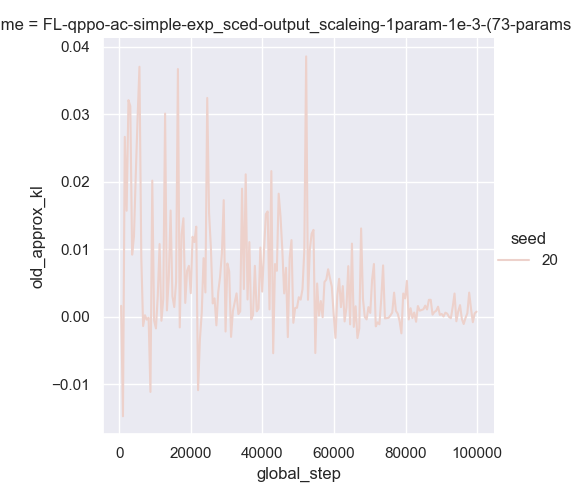 me = FL-qppo-ac-simple-exp_sced-output_scaleing-1param-1e-3-(73-params
0.04
0.03
0.02
0.01
0.00
−0.01
old_approx_kl
0 20000 40000 60000 80000 100000
global_step
seed
20